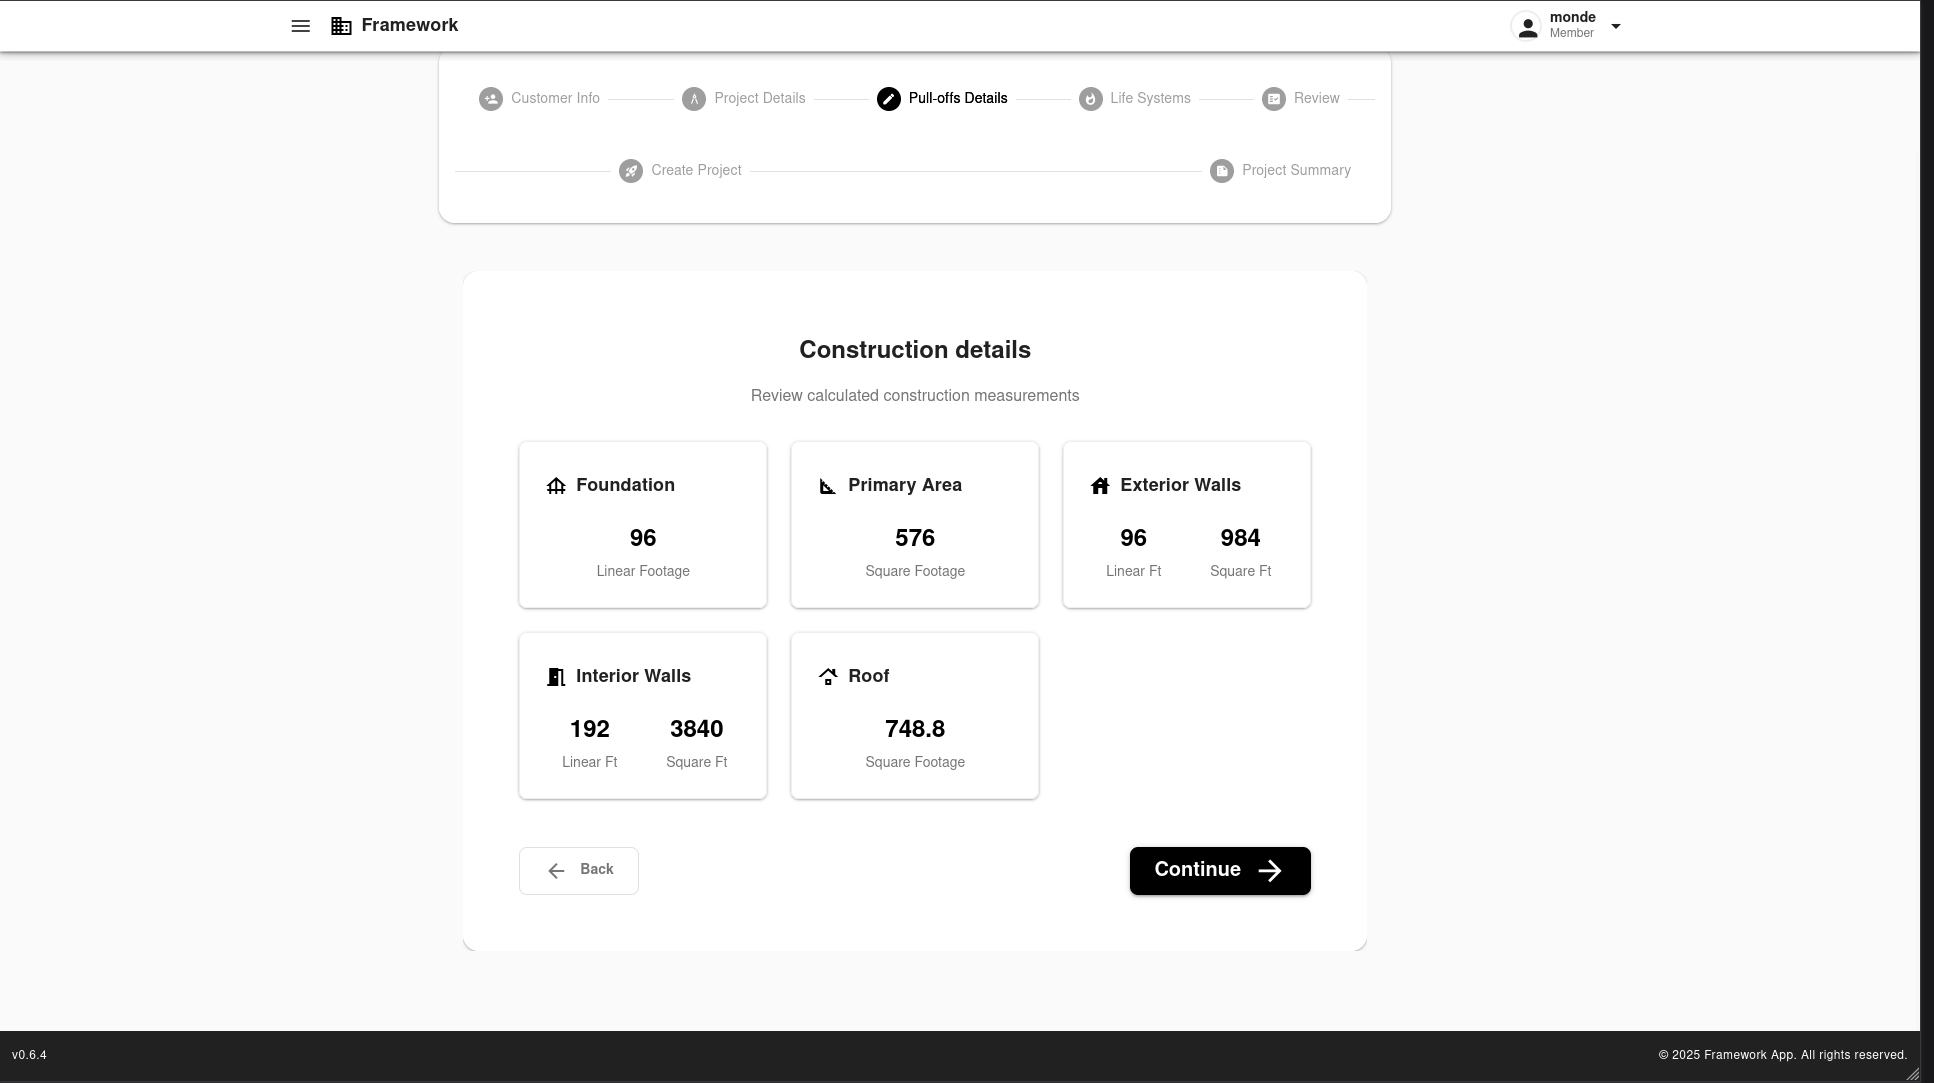 Framework
monde
Member
Customer Info
Project Details
Pull-offs Details
Life Systems
Review
Create Project
Project Summary
Construction details
Review calculated construction measurements
Foundation
96
Linear Footage
Primary Area
576
Square Footage
Exterior Walls
96 984
Linear Ft Square Ft
Interior Walls
192 3840
Linear Ft Square Ft
Roof
748.8
Square Footage
Back
Continue
v0.6.4
© 2025 Framework App. All rights reserved.